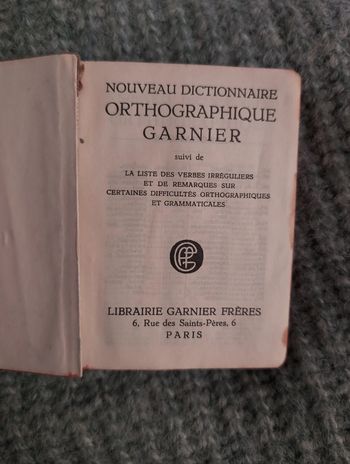 NOUVEAU DICTIONNAIRE
ORTHOGRAPHIQUE
GARNIER
suivi de
LA LISTE DES VERBES IRRÉGULIERS
ET DE REMARQUES SUR
CERTAINES DIFFICULTÉS ORTHOGRAPHIQUES
ET GRAMMATICALES
LIBRAIRIE GARNIER FRÈRES
6, Rue des Saints-Pères, 6
PARIS